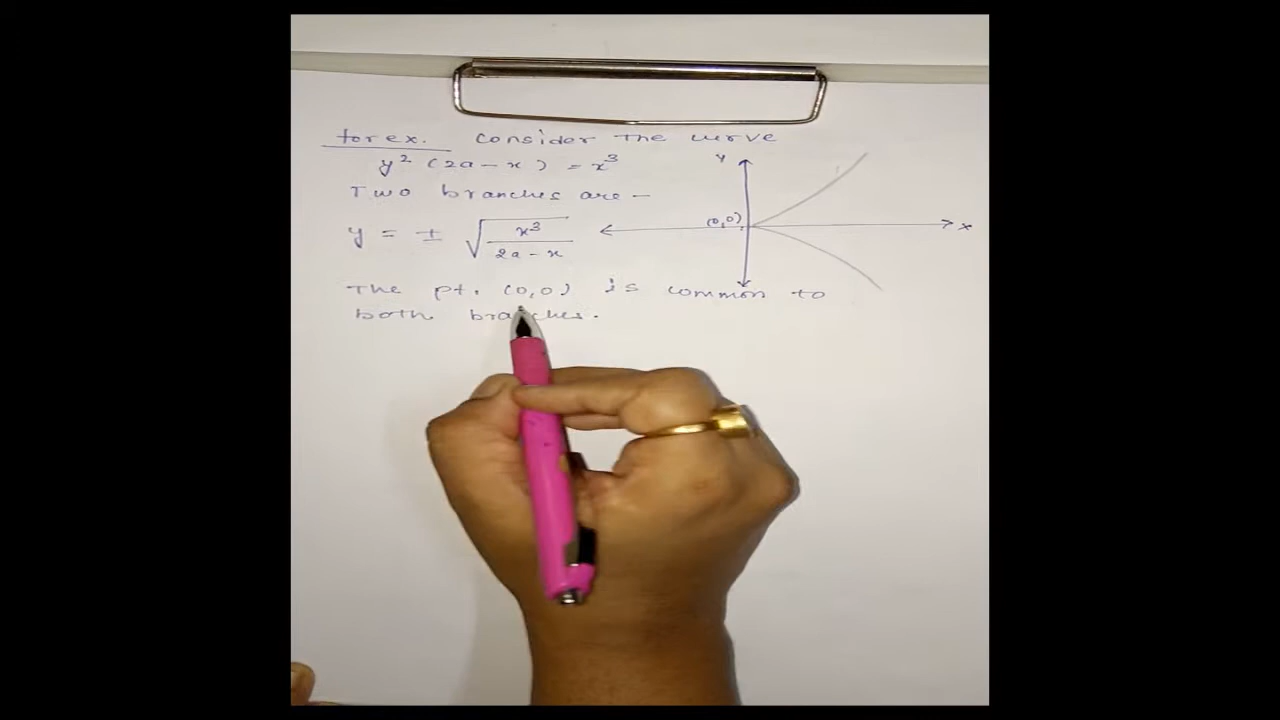 for ex. Consider the curve
y² (2a - x) = x³
Two branches are -
y = ± √(x³ / (2a - x))
The pt. (0,0) is common to
both branches.
Y
(0,0)
X